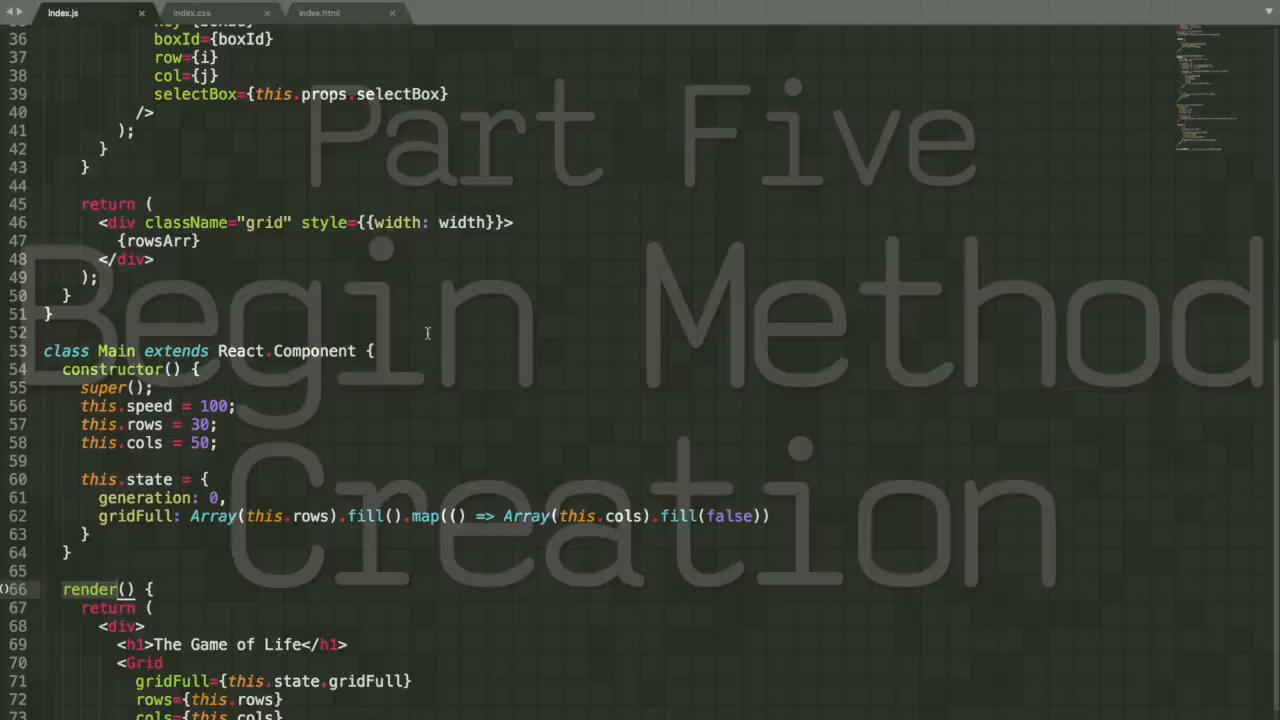 index.js
index.css
index.html
36 boxId={boxId}
37 row={i}
38 col={j}
39 selectBox={this.props.selectBox}
40 />
41 );
42 }
43 }
44
45 return (
46 <div className="grid" style={{width: width}}>
47 {rowsArr}
48 </div>
49 );
50 }
51 }
52
53 class Main extends React.Component {
54 constructor() {
55 super();
56 this.speed = 100;
57 this.rows = 30;
58 this.cols = 50;
59
60 this.state = {
61 generation: 0,
62 gridFull: Array(this.rows).fill().map(() => Array(this.cols).fill(false))
63 }
64 }
65
66 render() {
67 return (
68 <div>
69 <h1>The Game of Life</h1>
70 <Grid
71 gridFull={this.state.gridFull}
72 rows={this.rows}
73 cols={this.cols}
Part Five
Begin Method
Creation